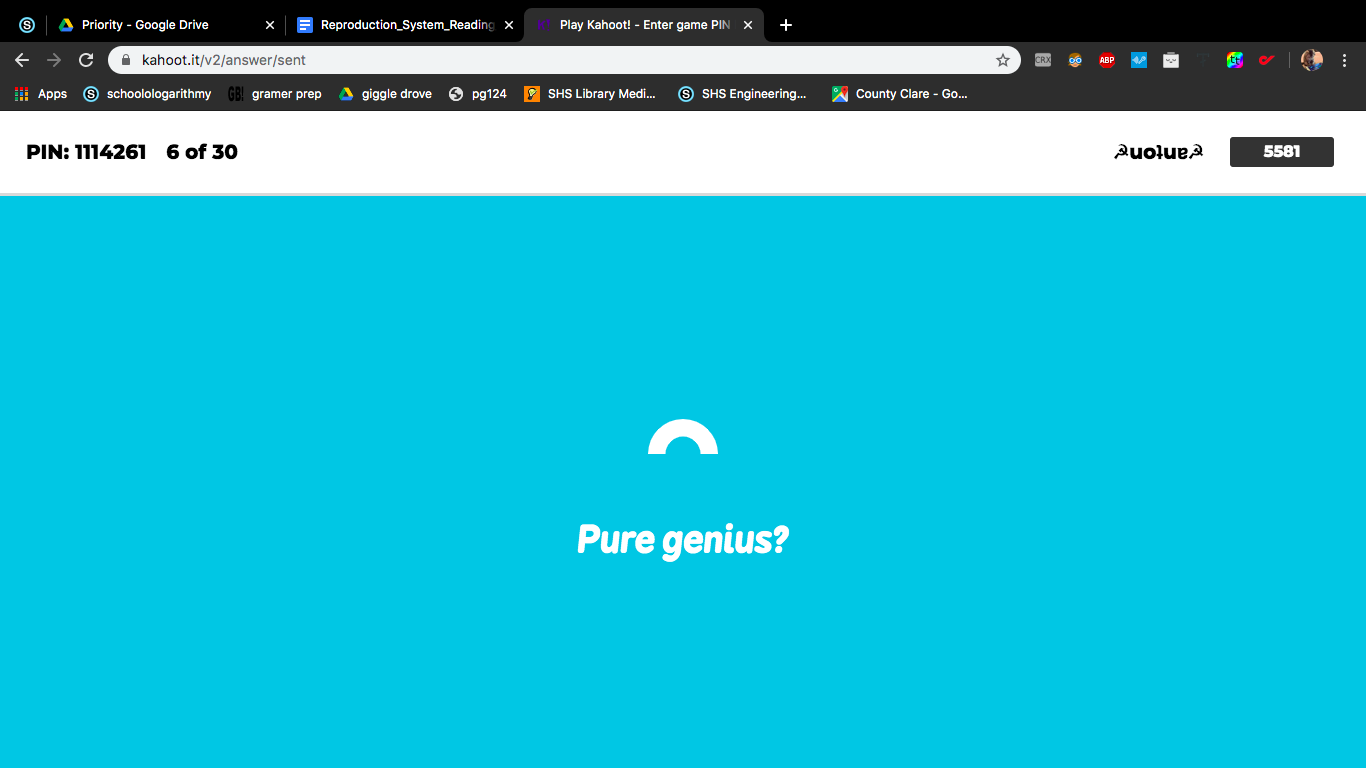 Priority - Google Drive
Reproduction_System_Reading
Play Kahoot! - Enter game PIN
kahoot.it/v2/answer/sent
CRX
ABP
Apps
schoolologarithmy
GB!
gramer prep
giggle drove
pg124
SHS Library Medi...
SHS Engineering...
County Clare - Go...
PIN: 1114261 6 of 30
☭uoʇuɐ☭
5581
Pure genius?